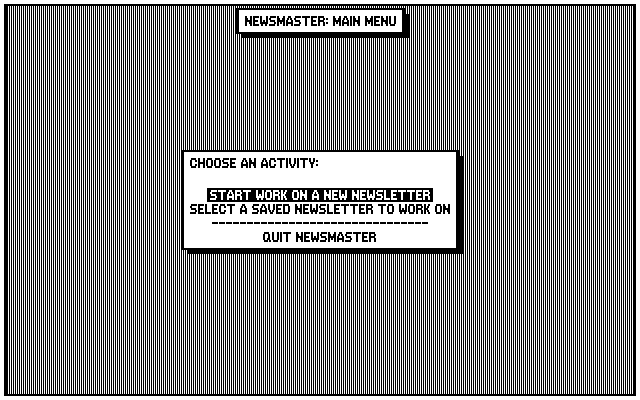 NEWSMASTER: MAIN MENU
CHOOSE AN ACTIVITY:
START WORK ON A NEW NEWSLETTER
SELECT A SAVED NEWSLETTER TO WORK ON
QUIT NEWSMASTER